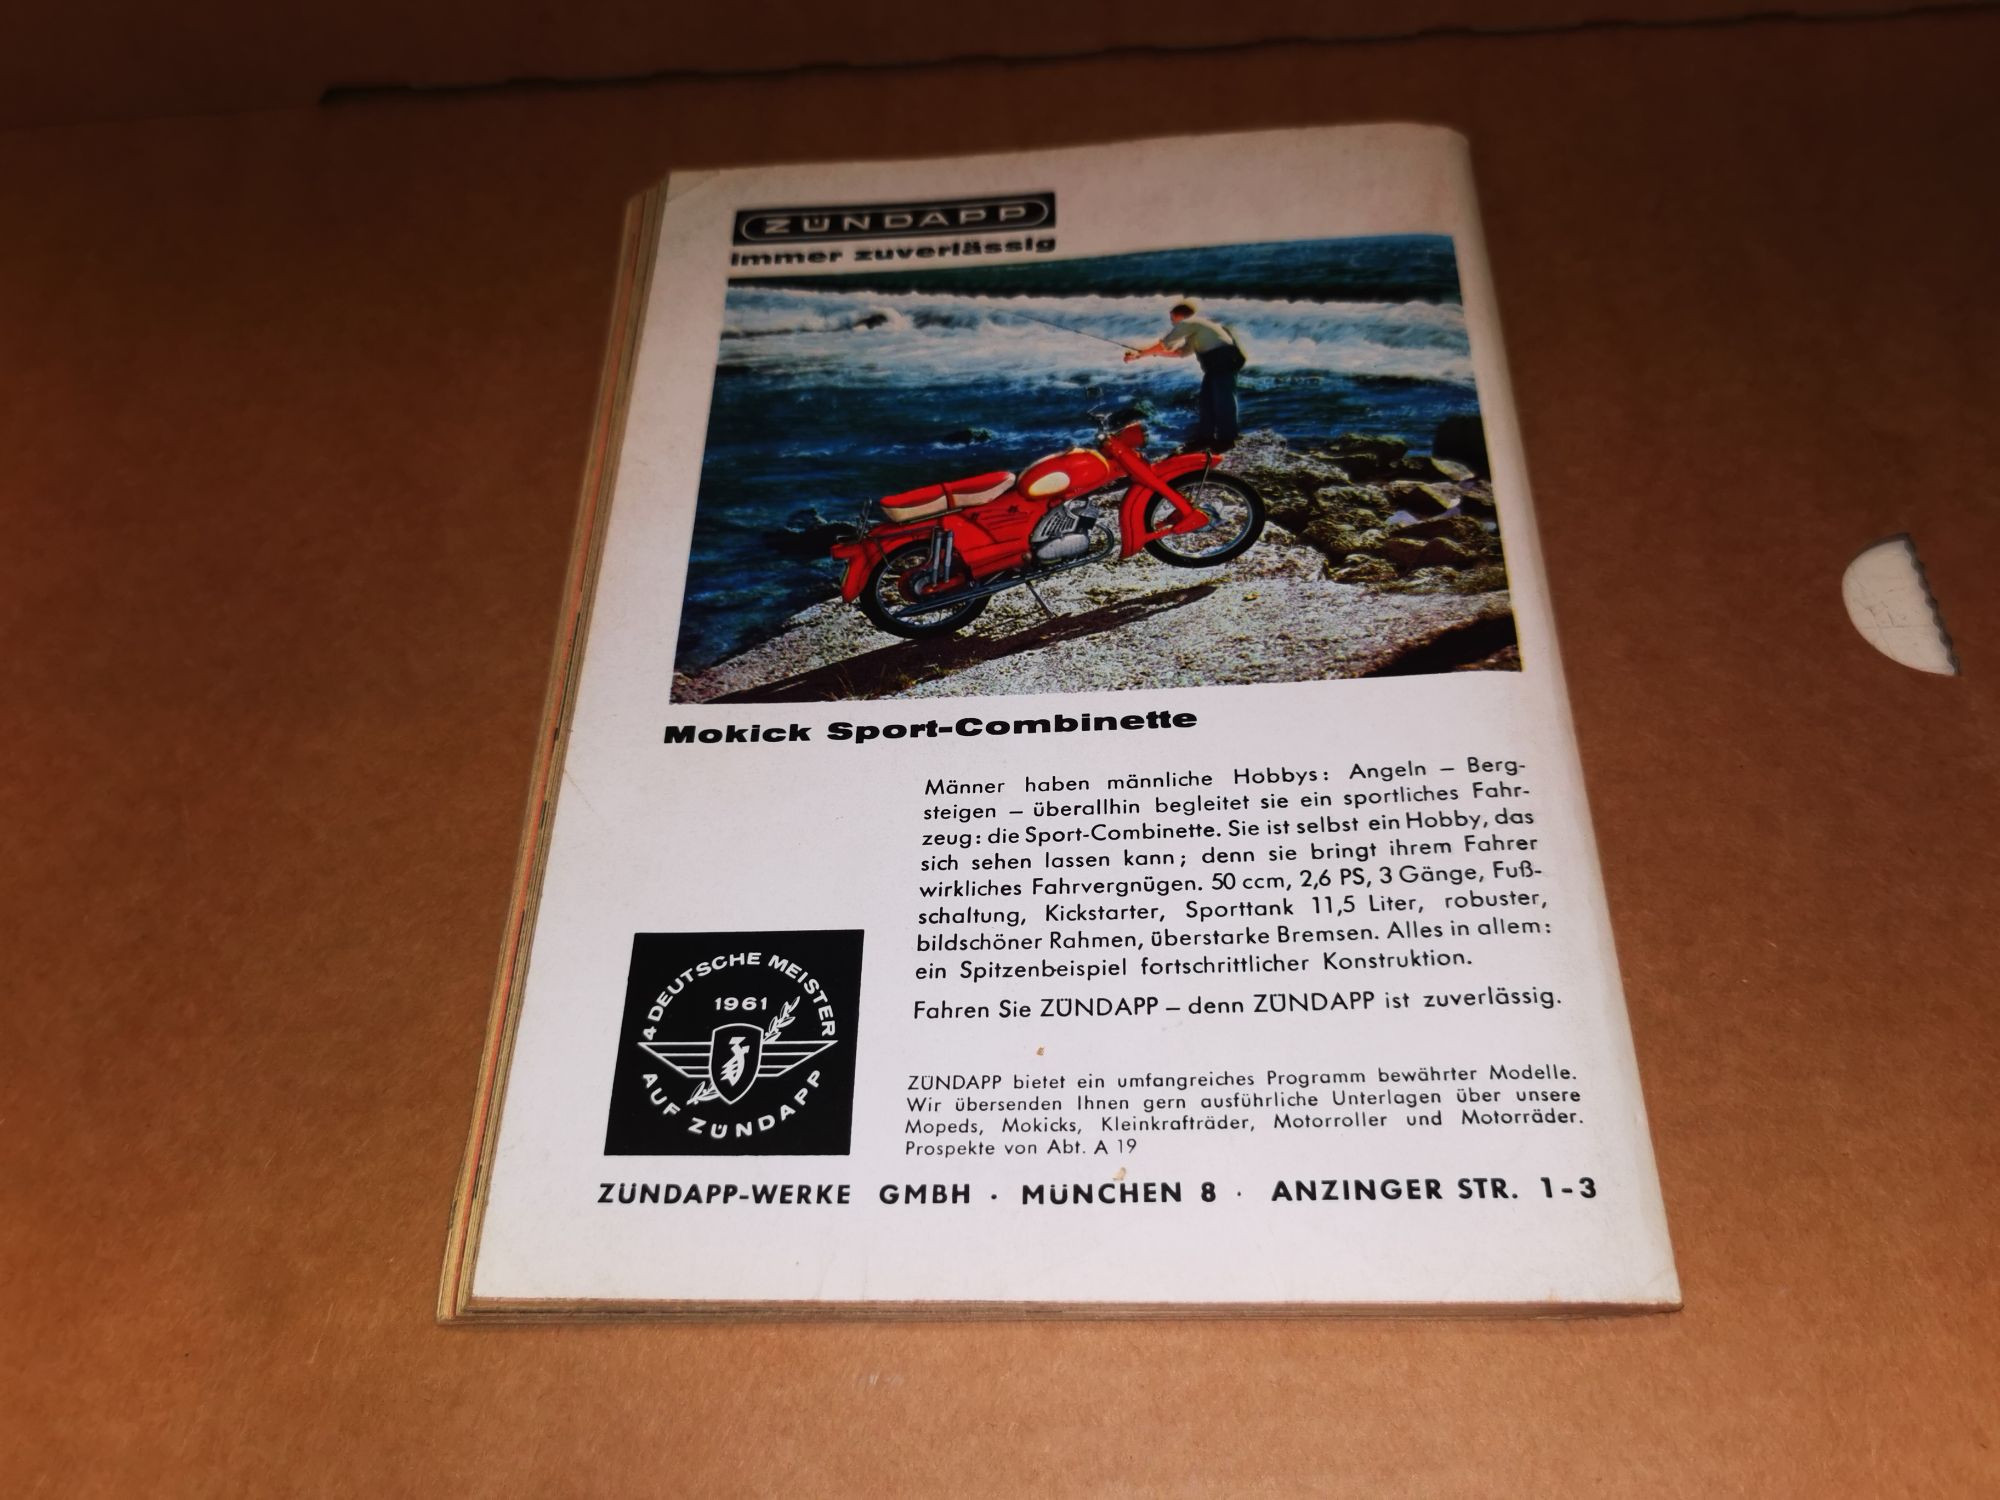 ZÜNDAPP
immer zuverlässig
Mokick Sport-Combinette
Männer haben männliche Hobbys: Angeln – Berg-
steigen – überallhin begleitet sie ein sportliches Fahr-
zeug: die Sport-Combinette. Sie ist selbst ein Hobby, das
sich sehen lassen kann; denn sie bringt ihrem Fahrer
wirkliches Fahrvergnügen. 50 ccm, 2,6 PS, 3 Gänge, Fuß-
schaltung, Kickstarter, Sporttank 11,5 Liter, robuster,
bildschöner Rahmen, überstarke Bremsen. Alles in allem:
ein Spitzenbeispiel fortschrittlicher Konstruktion.
Fahren Sie ZÜNDAPP – denn ZÜNDAPP ist zuverlässig.
4 DEUTSCHE MEISTER
1961
AUF ZÜNDAPP
ZÜNDAPP bietet ein umfangreiches Programm bewährter Modelle.
Wir übersenden Ihnen gern ausführliche Unterlagen über unsere
Mopeds, Mokicks, Kleinkrafträder, Motorroller und Motorräder.
Prospekte von Abt. A 19
ZÜNDAPP-WERKE GMBH · MÜNCHEN 8 · ANZINGER STR. 1-3